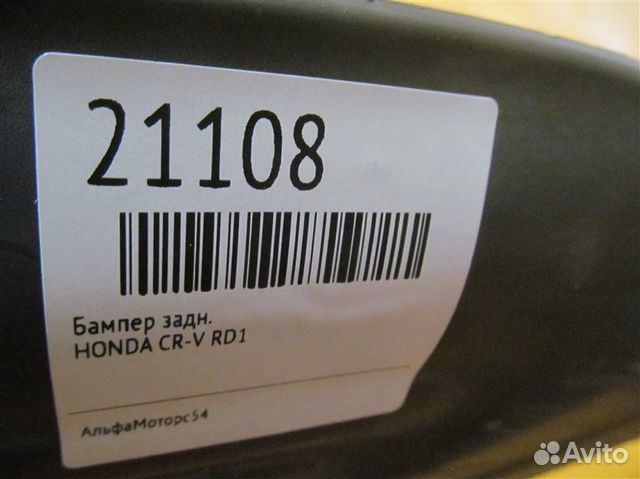 21108
Бампер задн.
HONDA CR-V RD1
АльфаМоторс54
Avito